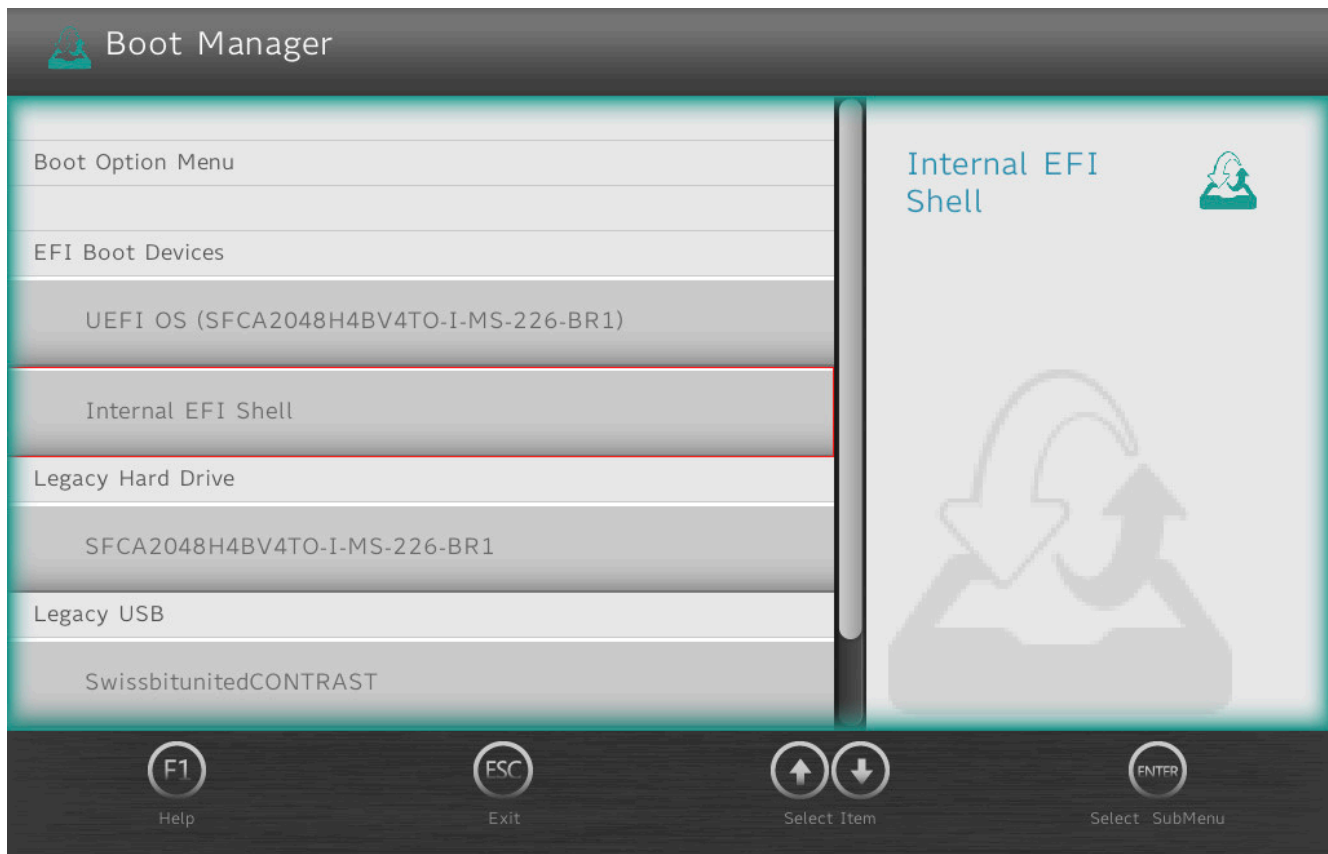 Boot Manager
Boot Option Menu
EFI Boot Devices
UEFI OS (SFCA2048H4BV4TO-I-MS-226-BR1)
Internal EFI Shell
Legacy Hard Drive
SFCA2048H4BV4TO-I-MS-226-BR1
Legacy USB
SwissbitunitedCONTRAST
Internal EFI
Shell
F1
Help
ESC
Exit
Select Item
ENTER
Select SubMenu